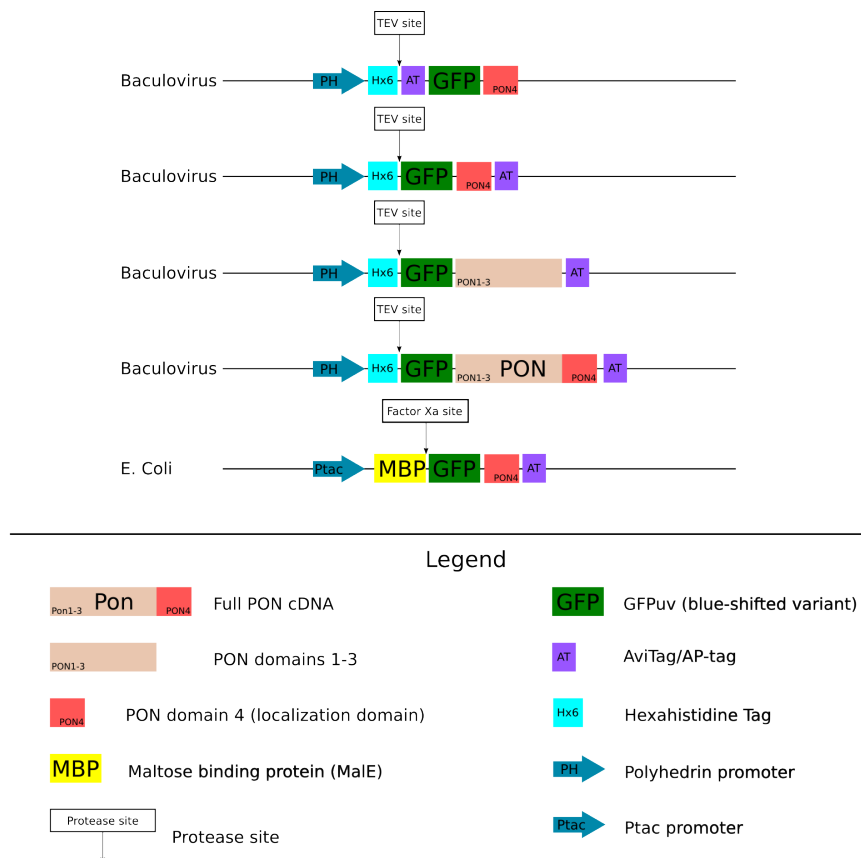 TEV site
Baculovirus PH Hx6 AT GFP PON4
TEV site
Baculovirus PH Hx6 GFP PON4 AT
TEV site
Baculovirus PH Hx6 GFP PON1-3 AT
TEV site
Baculovirus PH Hx6 GFP PON1-3 PON PON4 AT
Factor Xa site
E. Coli Ptac MBP GFP PON4 AT
Legend
Pon1-3 Pon PON4 Full PON cDNA GFP GFPuv (blue-shifted variant)
PON1-3 PON domains 1-3 AT AviTag/AP-tag
PON4 PON domain 4 (localization domain) Hx6 Hexahistidine Tag
MBP Maltose binding protein (MalE) PH Polyhedrin promoter
Protease site Protease site Ptac Ptac promoter